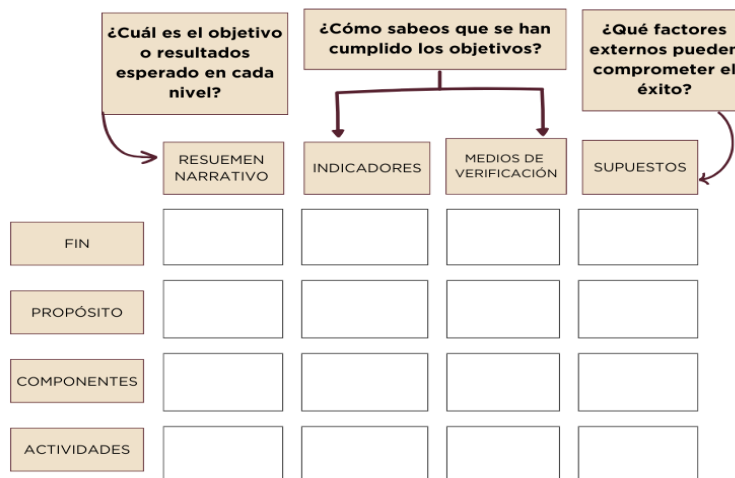 ¿Cuál es el objetivo
o resultados
esperado en cada
nivel?
¿Cómo sabeos que se han
cumplido los objetivos?
¿Qué factores
externos pueden
comprometer el
éxito?
RESUEMEN
NARRATIVO
INDICADORES
MEDIOS DE
VERIFICACIÓN
SUPUESTOS
FIN
PROPÓSITO
COMPONENTES
ACTIVIDADES